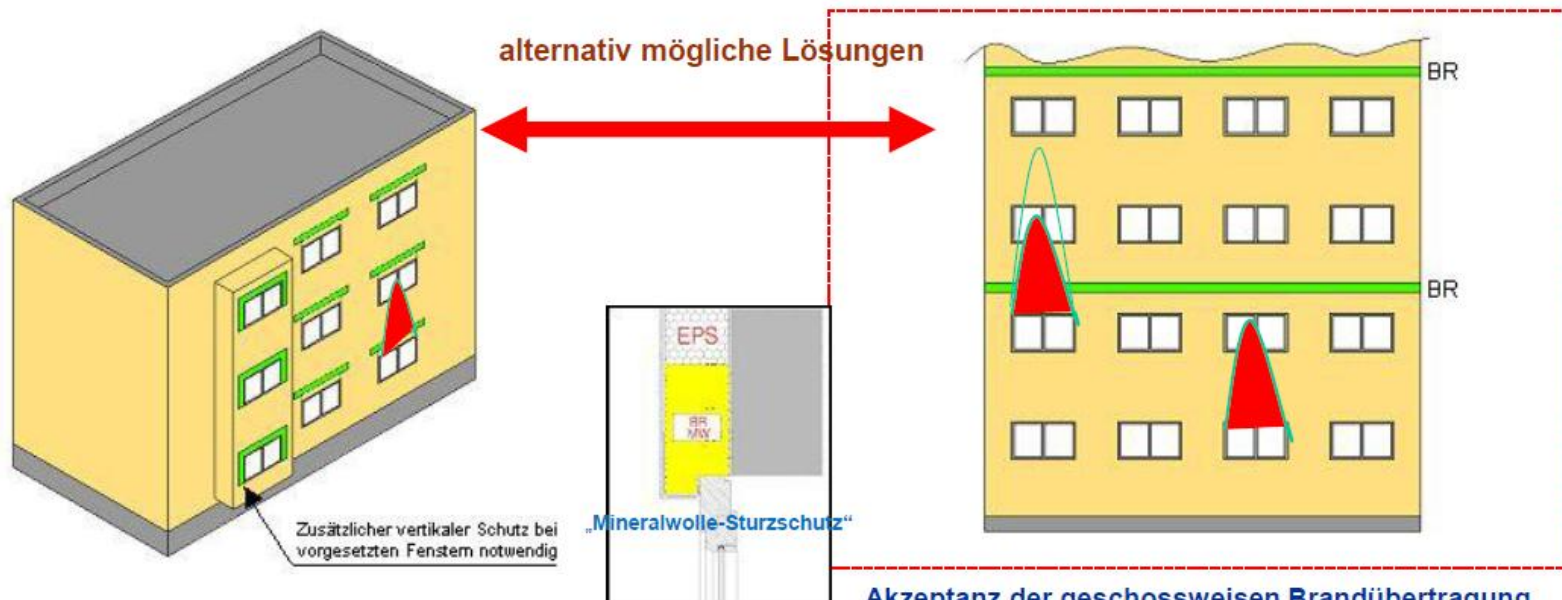 alternativ mögliche Lösungen
BR
BR
EPS
BR
MW
„Mineralwolle-Sturzschutz“
Zusätzlicher vertikaler Schutz bei
vorgesetzten Fenstern notwendig
Akzeptanz der geschossweisen Brandübertragung